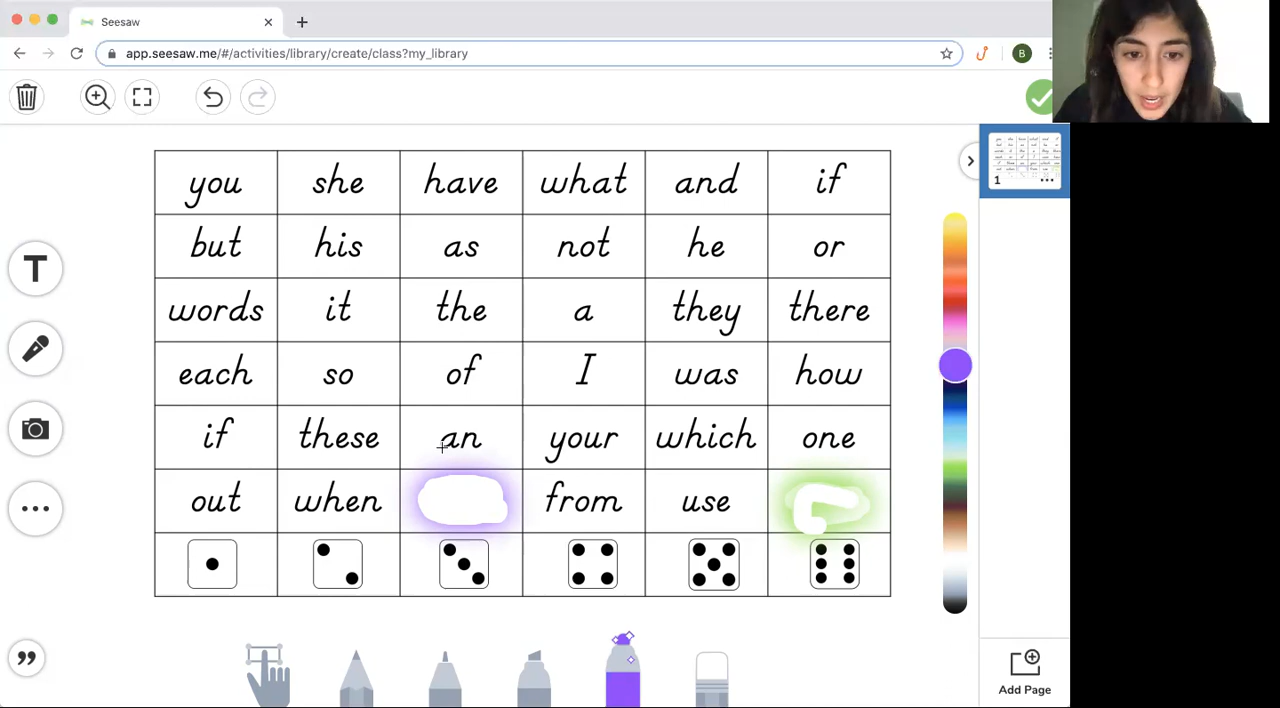 Seesaw
app.seesaw.me/#/activities/library/create/class?my_library
B
you she have what and if
but his as not he or
words it the a they there
each so of I was how
if these an your which one
out when from use
T
1
Add Page